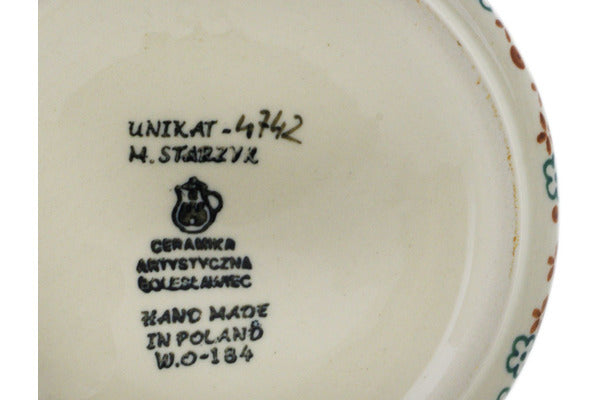 UNIKAT-4742
M. STARZYK
CERAMIKA
ARTYSTYCZNA
BOLESŁAWIEC
HAND MADE
IN POLAND
W.O-184